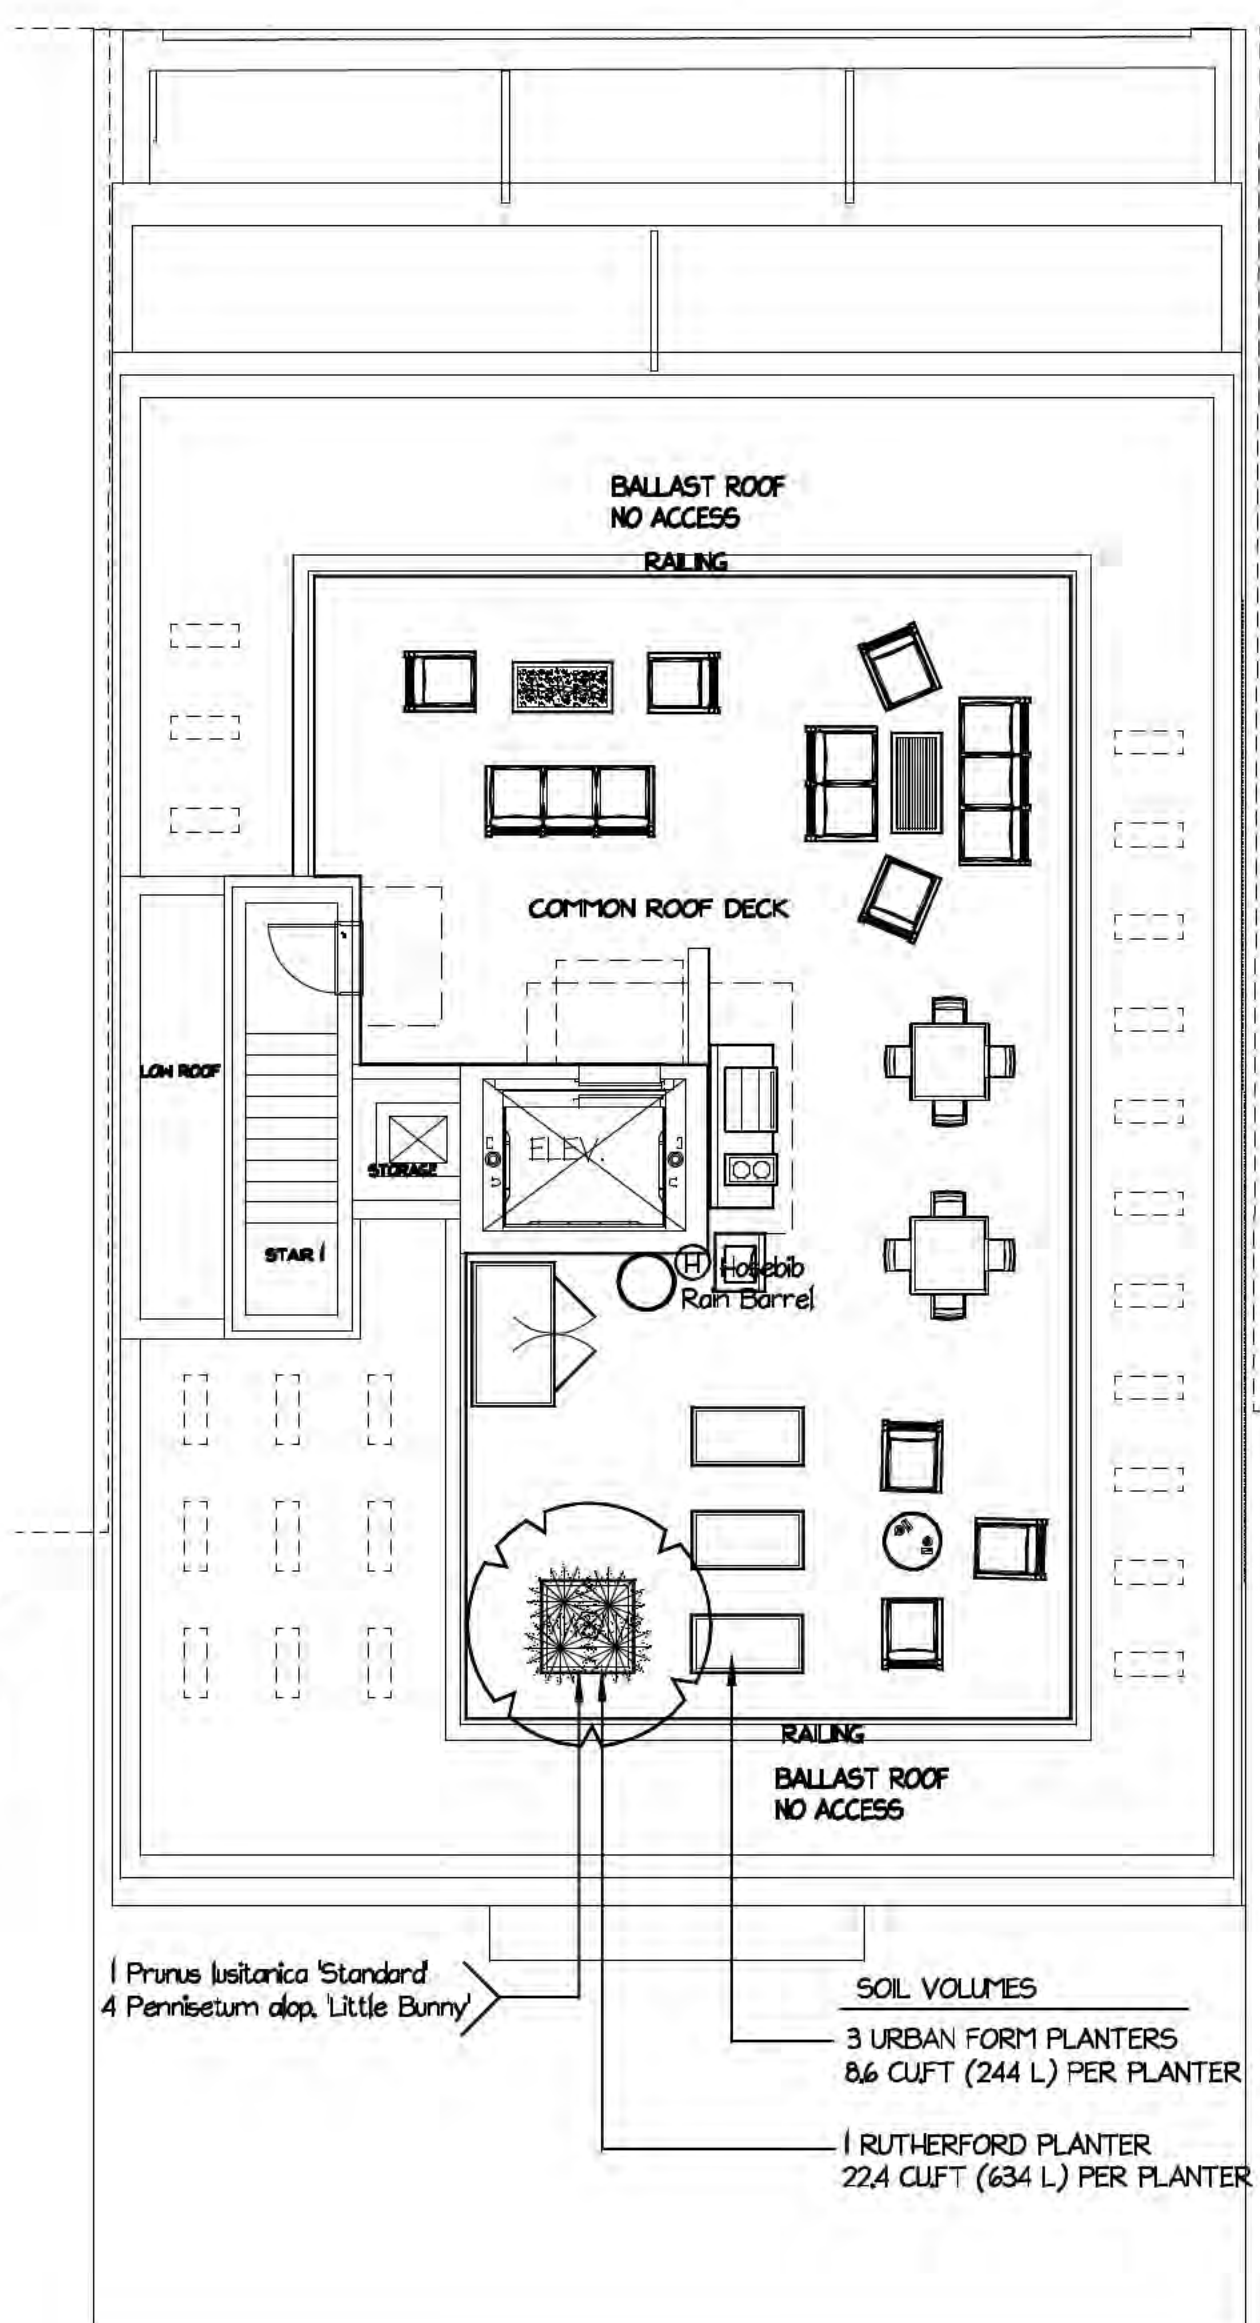 BALLAST ROOF
NO ACCESS
RAILING
COMMON ROOF DECK
LOW ROOF
ELEV.
STORAGE
STAIR 1
H Hosebib
Rain Barrel
RAILING
BALLAST ROOF
NO ACCESS
1 Prunus lusitanica 'Standard'
4 Pennisetum alop. 'Little Bunny'
SOIL VOLUMES
3 URBAN FORM PLANTERS
8.6 CU.FT (244 L) PER PLANTER
1 RUTHERFORD PLANTER
22.4 CU.FT (634 L) PER PLANTER